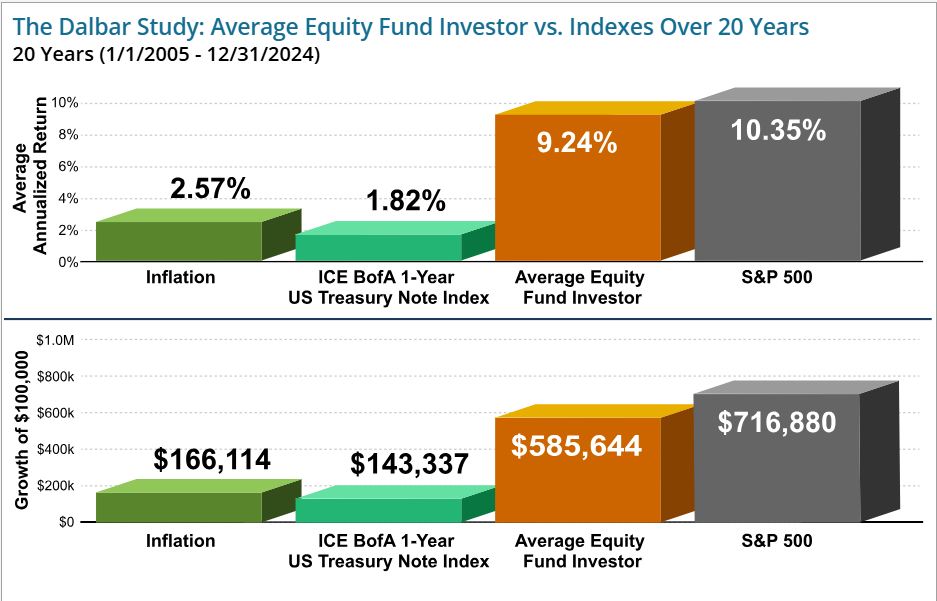 The Dalbar Study: Average Equity Fund Investor vs. Indexes Over 20 Years
20 Years (1/1/2005 - 12/31/2024)
Average
Annualized Return
10%
8%
6%
4%
2%
0%
2.57%
1.82%
9.24%
10.35%
Inflation
ICE BofA 1-Year
US Treasury Note Index
Average Equity
Fund Investor
S&P 500
Growth of $100,000
$1.0M
$800k
$600k
$400k
$200k
$0
$166,114
$143,337
$585,644
$716,880
Inflation
ICE BofA 1-Year
US Treasury Note Index
Average Equity
Fund Investor
S&P 500